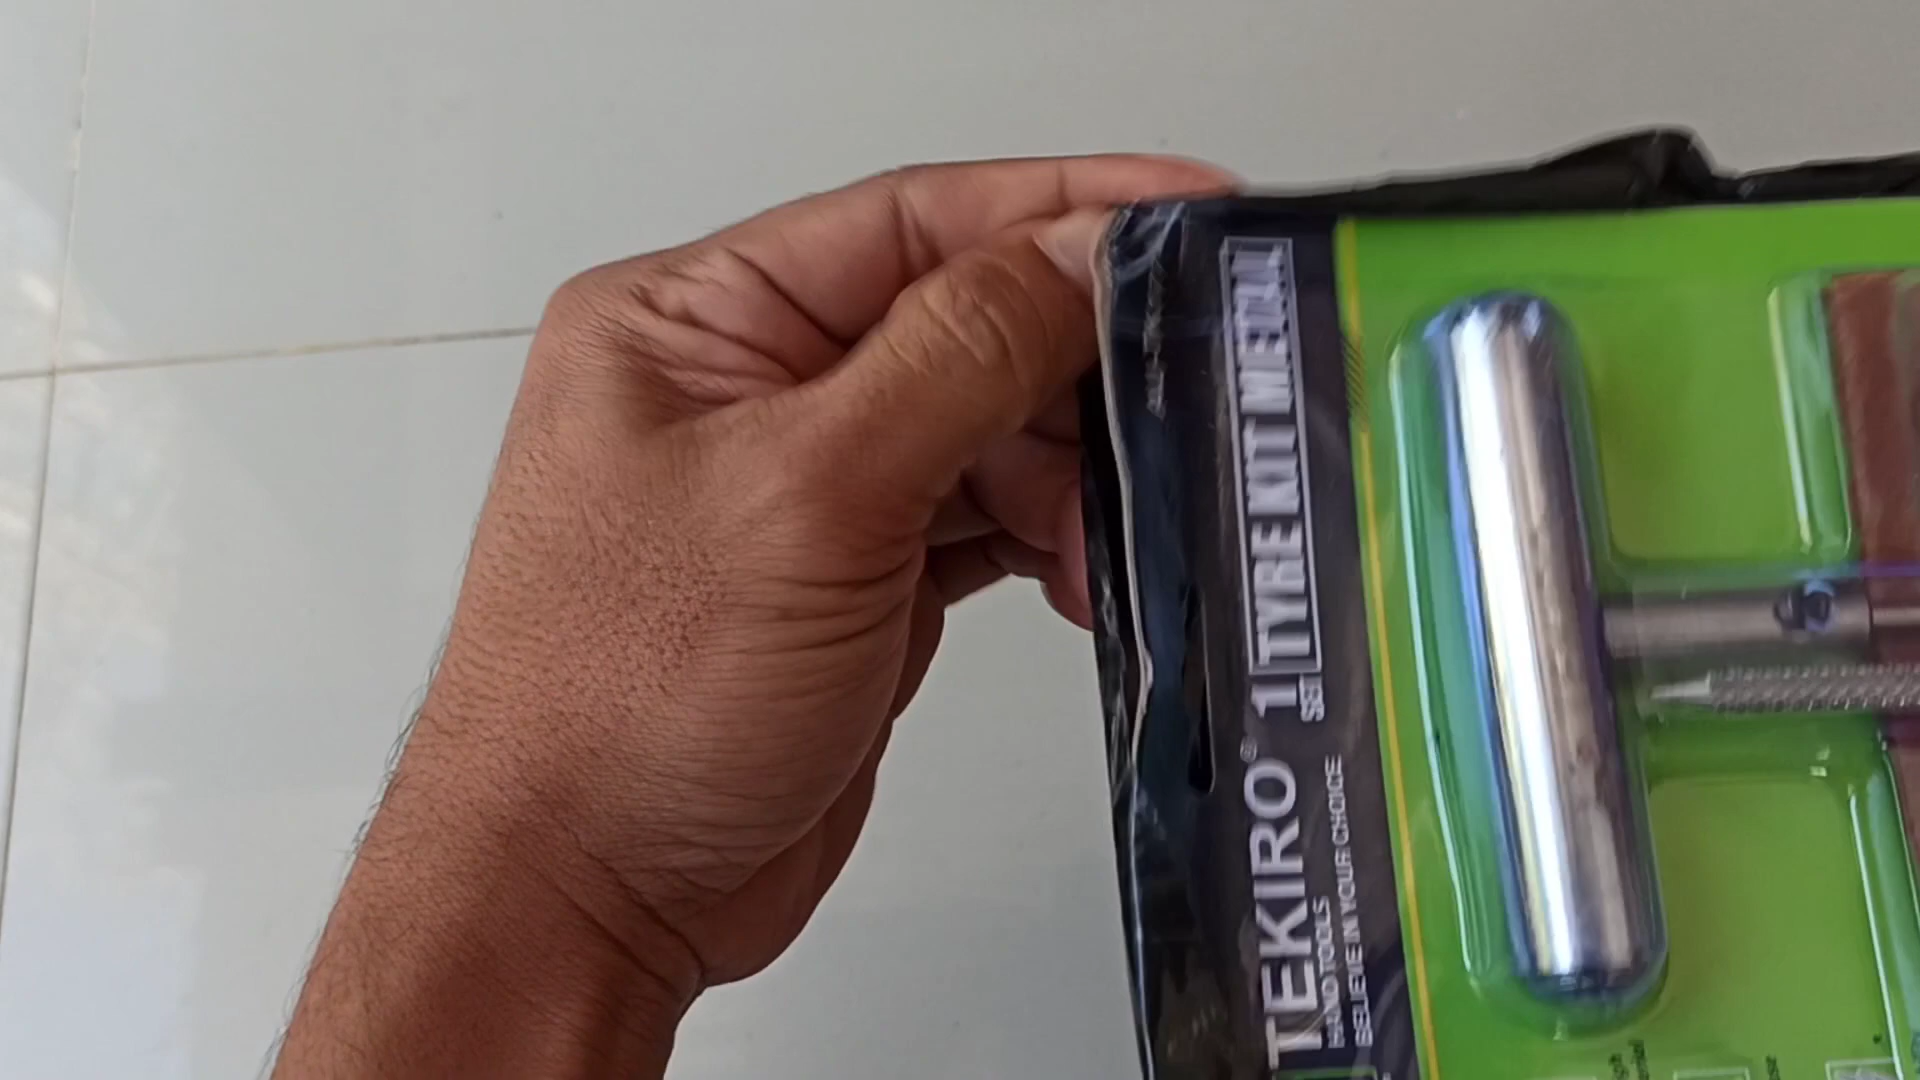 TEKIRO®
HAND TOOLS
BELIEVE IN YOUR CHOICE
1 SET
TYRE KIT METAL